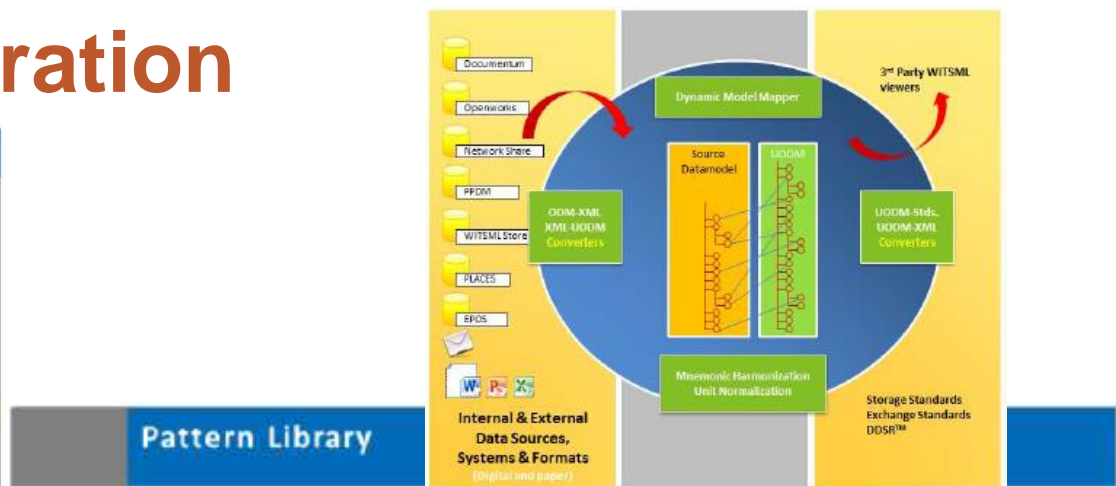 ration
Documentum
Openworks
Network Share
PPDM
WITSML Store
PLACES
EPOS
Internal & External
Data Sources,
Systems & Formats
(Digital and paper)
Dynamic Model Mapper
Source
Datamodel
UODM
ODM-XML
XML-UODM
Converters
UODM-Stds.
UODM-XML
Converters
Mnemonic Harmonization
Unit Normalization
3rd Party WITSML
viewers
Storage Standards
Exchange Standards
DDSR™
Pattern Library